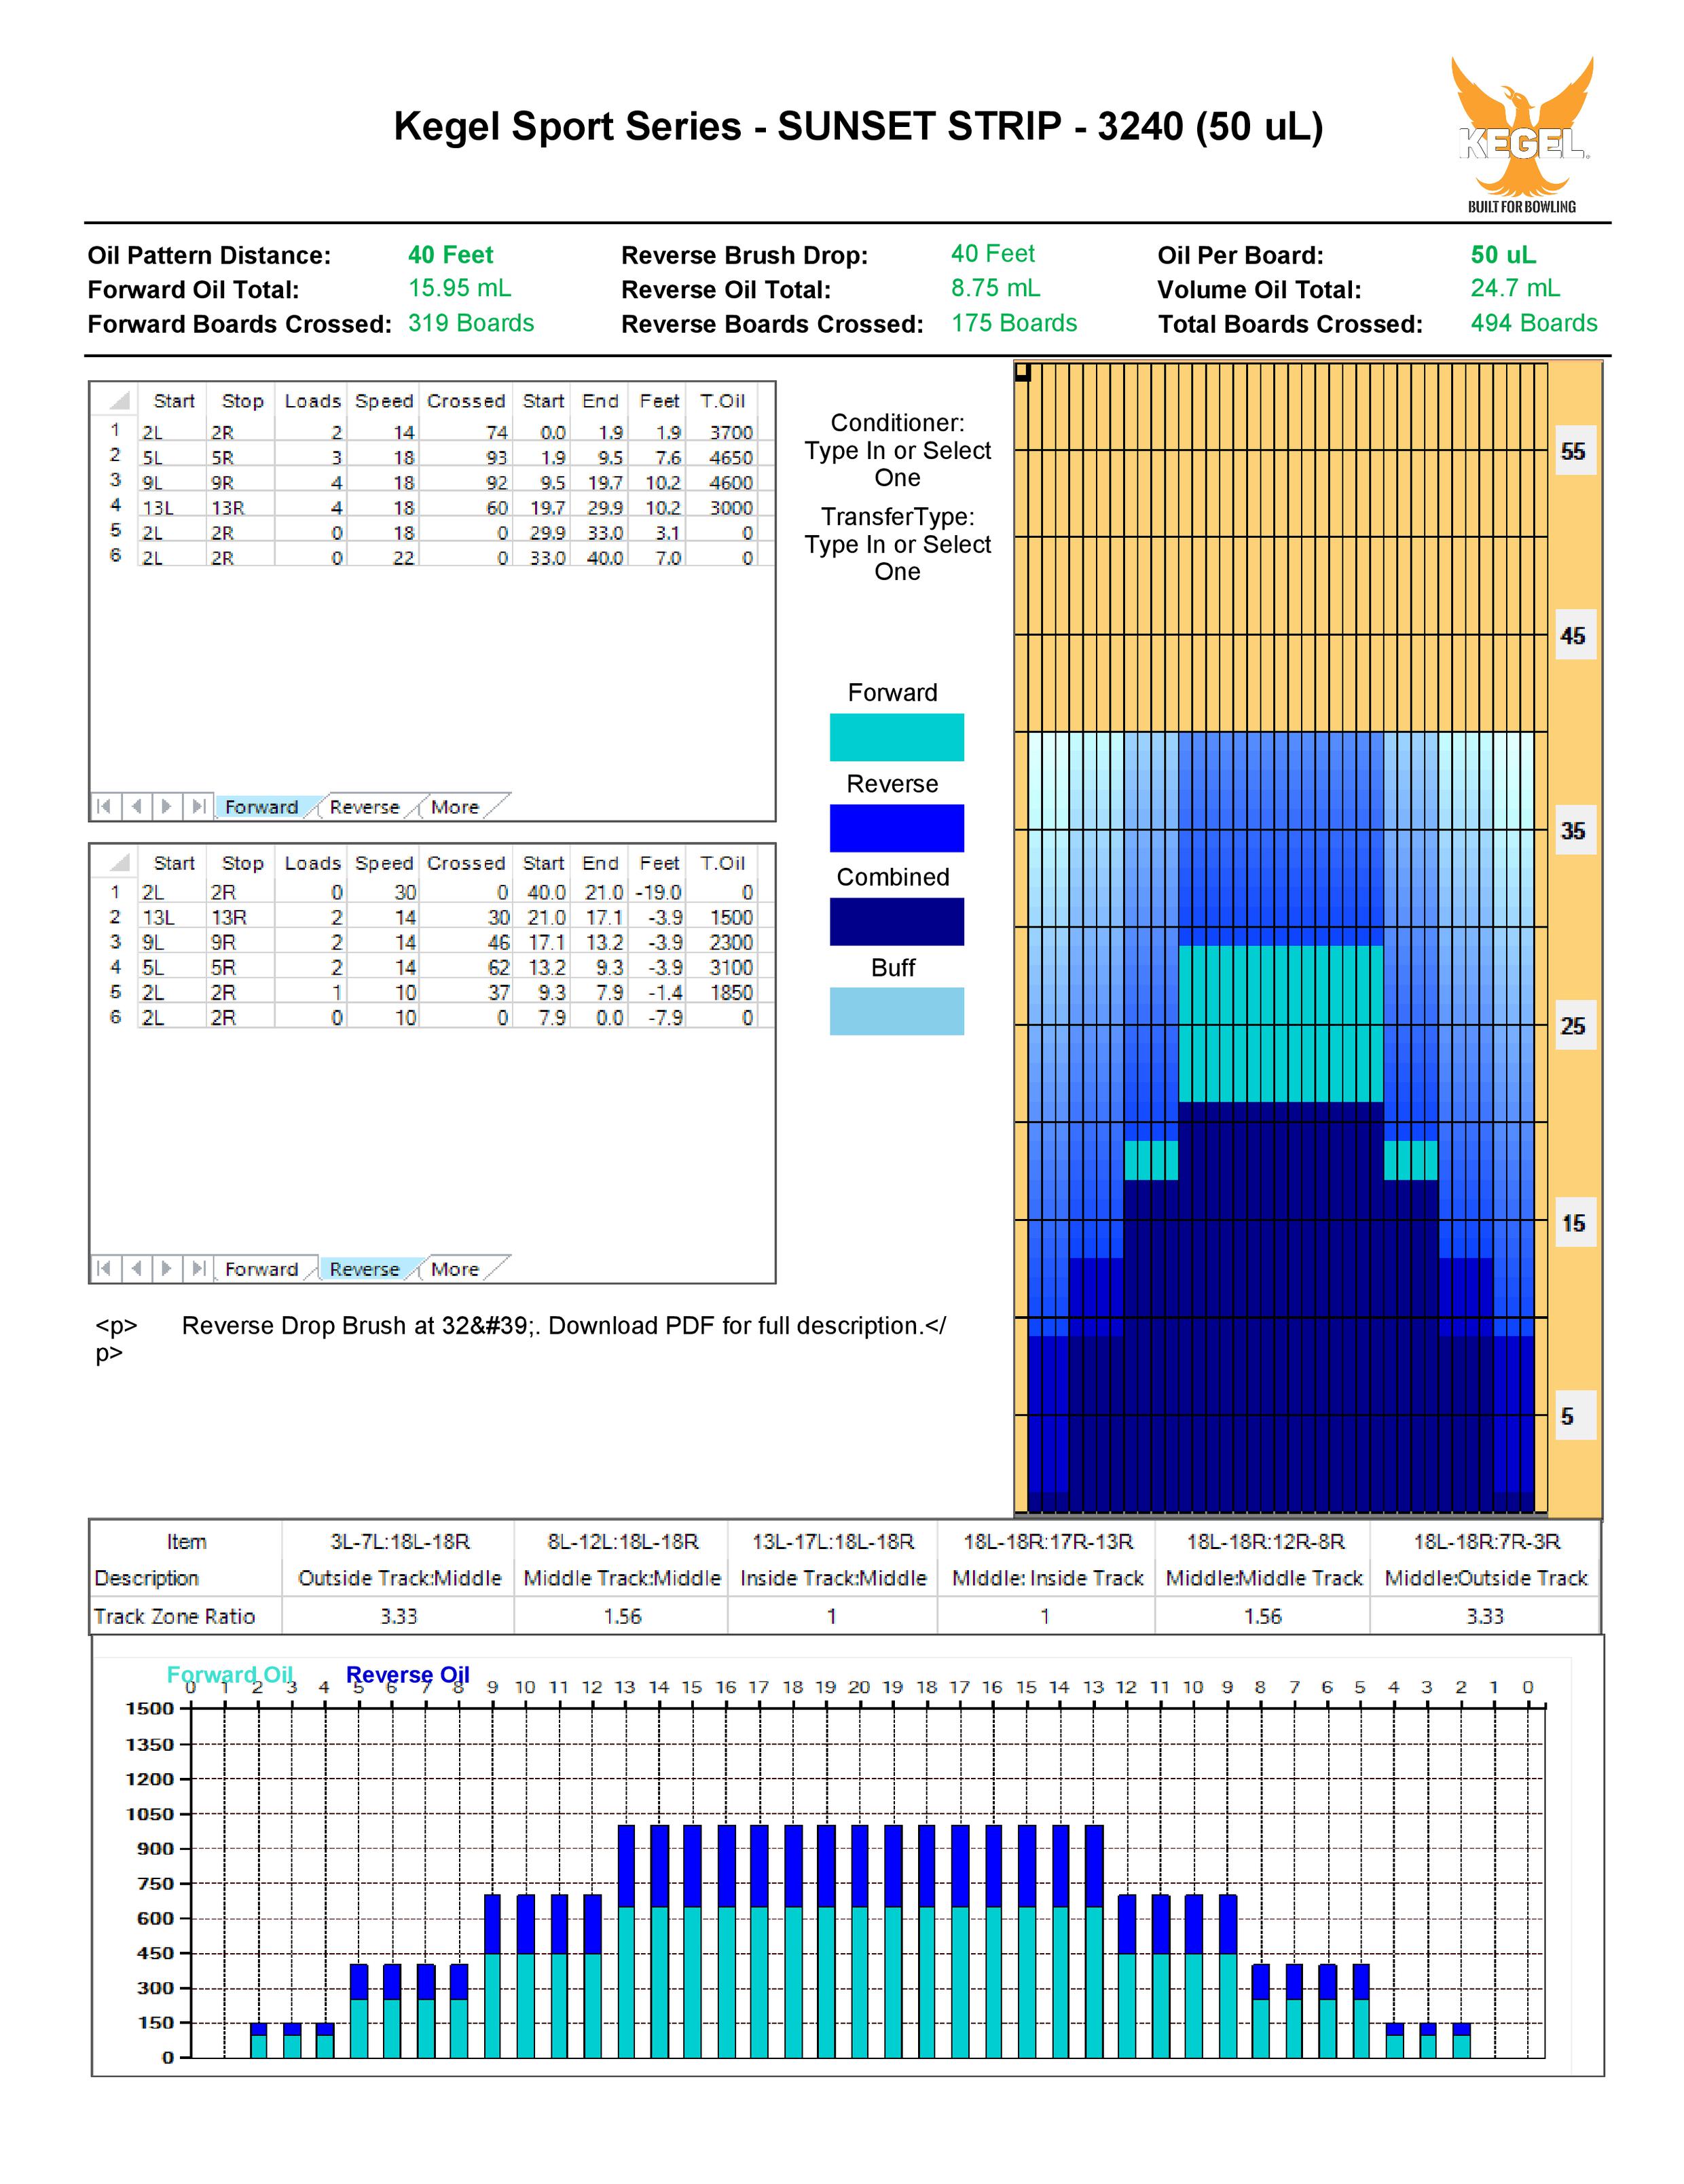 Kegel Sport Series - SUNSET STRIP - 3240 (50 uL)
KEGEL
BUILT FOR BOWLING
Oil Pattern Distance: 40 Feet Reverse Brush Drop: 40 Feet Oil Per Board: 50 uL
Forward Oil Total: 15.95 mL Reverse Oil Total: 8.75 mL Volume Oil Total: 24.7 mL
Forward Boards Crossed: 319 Boards Reverse Boards Crossed: 175 Boards Total Boards Crossed: 494 Boards
Start Stop Loads Speed Crossed Start End Feet T.Oil
1 2L 2R 2 14 74 0.0 1.9 1.9 3700
2 5L 5R 3 18 93 1.9 9.5 7.6 4650
3 9L 9R 4 18 92 9.5 19.7 10.2 4600
4 13L 13R 4 18 60 19.7 29.9 10.2 3000
5 2L 2R 0 18 0 29.9 33.0 3.1 0
6 2L 2R 0 22 0 33.0 40.0 7.0 0
Forward Reverse More
Start Stop Loads Speed Crossed Start End Feet T.Oil
1 2L 2R 0 30 0 40.0 21.0 -19.0 0
2 13L 13R 2 14 30 21.0 17.1 -3.9 1500
3 9L 9R 2 14 46 17.1 13.2 -3.9 2300
4 5L 5R 2 14 62 13.2 9.3 -3.9 3100
5 2L 2R 1 10 37 9.3 7.9 -1.4 1850
6 2L 2R 0 10 0 7.9 0.0 -7.9 0
Forward Reverse More
<p> Reverse Drop Brush at 32&#39;. Download PDF for full description.</
p>
Conditioner:
Type In or Select
One
TransferType:
Type In or Select
One
Forward
Reverse
Combined
Buff
55
45
35
25
15
5
Item 3L-7L:18L-18R 8L-12L:18L-18R 13L-17L:18L-18R 18L-18R:17R-13R 18L-18R:12R-8R 18L-18R:7R-3R
Description Outside Track:Middle Middle Track:Middle Inside Track:Middle MIddle: Inside Track Middle:Middle Track Middle:Outside Track
Track Zone Ratio 3.33 1.56 1 1 1.56 3.33
Forward Oil Reverse Oil
0 1 2 3 4 5 6 7 8 9 10 11 12 13 14 15 16 17 18 19 20 19 18 17 16 15 14 13 12 11 10 9 8 7 6 5 4 3 2 1 0
1500
1350
1200
1050
900
750
600
450
300
150
0